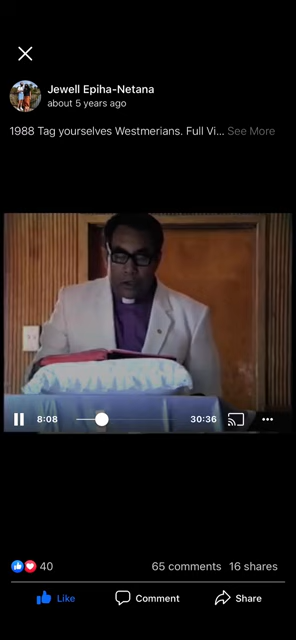 Jewell Epiha-Netana
about 5 years ago
1988 Tag yourselves Westmerians. Full Vi... See More
8:08
30:36
40
65 comments 16 shares
Like
Comment
Share